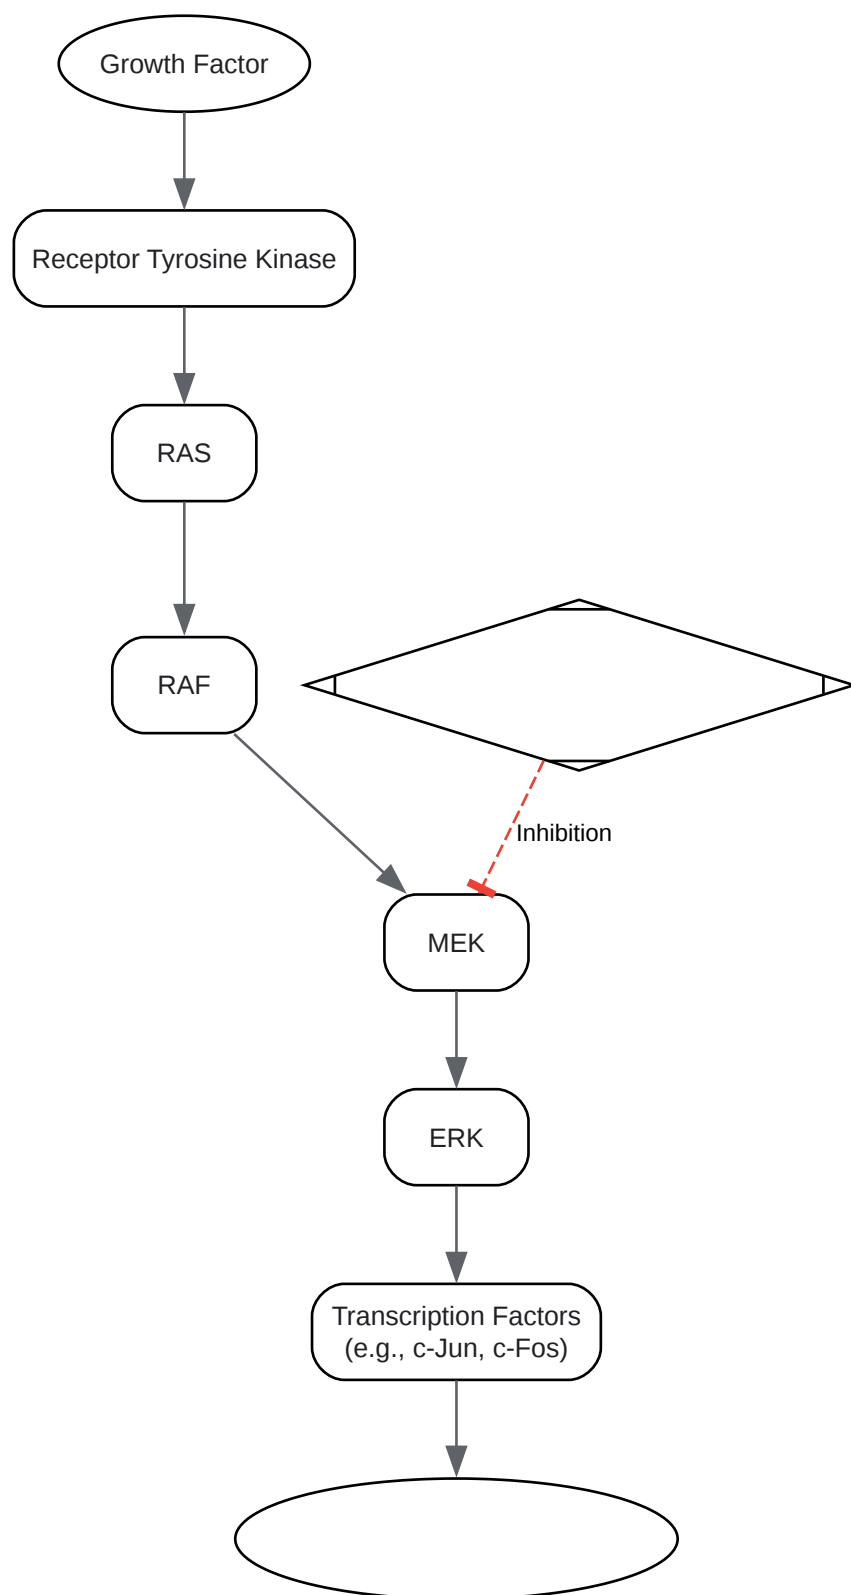 Growth Factor
Receptor Tyrosine Kinase
RAS
RAF
Inhibition
MEK
ERK
Transcription Factors
(e.g., c-Jun, c-Fos)